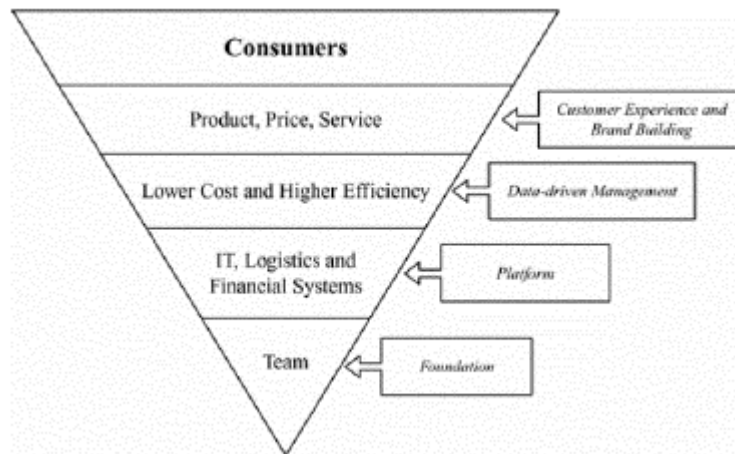 Consumers
Product, Price, Service
Customer Experience and
Brand Building
Lower Cost and Higher Efficiency
Data-driven Management
IT, Logistics and
Financial Systems
Platform
Team
Foundation